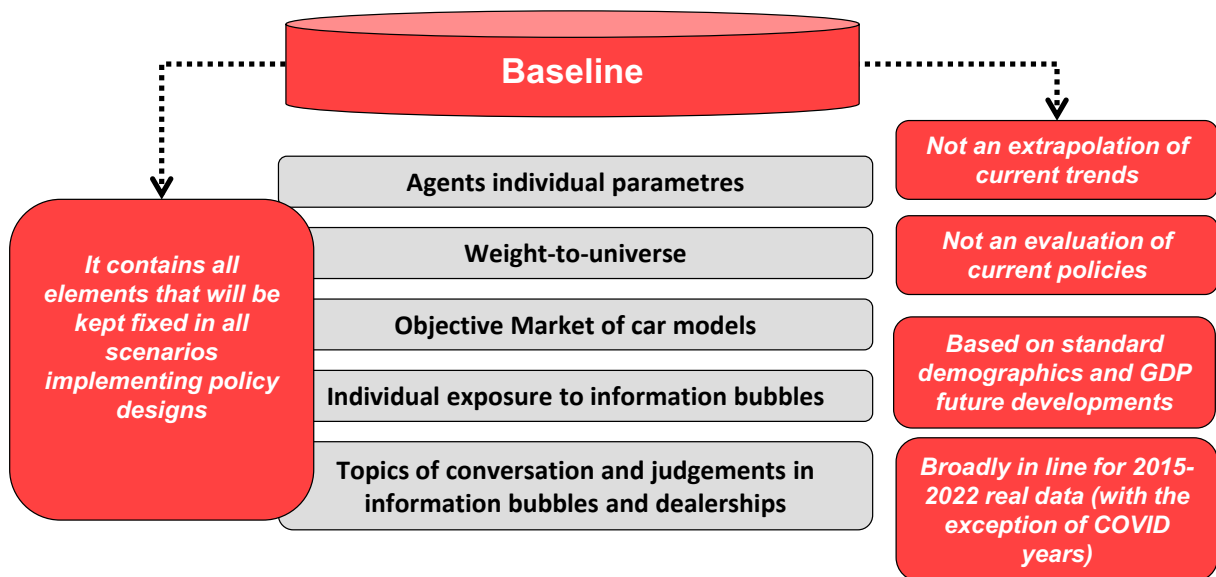 Baseline
It contains all
elements that will be
kept fixed in all
scenarios
implementing policy
designs
Agents individual parametres
Weight-to-universe
Objective Market of car models
Individual exposure to information bubbles
Topics of conversation and judgements in
information bubbles and dealerships
Not an extrapolation of
current trends
Not an evaluation of
current policies
Based on standard
demographics and GDP
future developments
Broadly in line for 2015-
2022 real data (with the
exception of COVID
years)